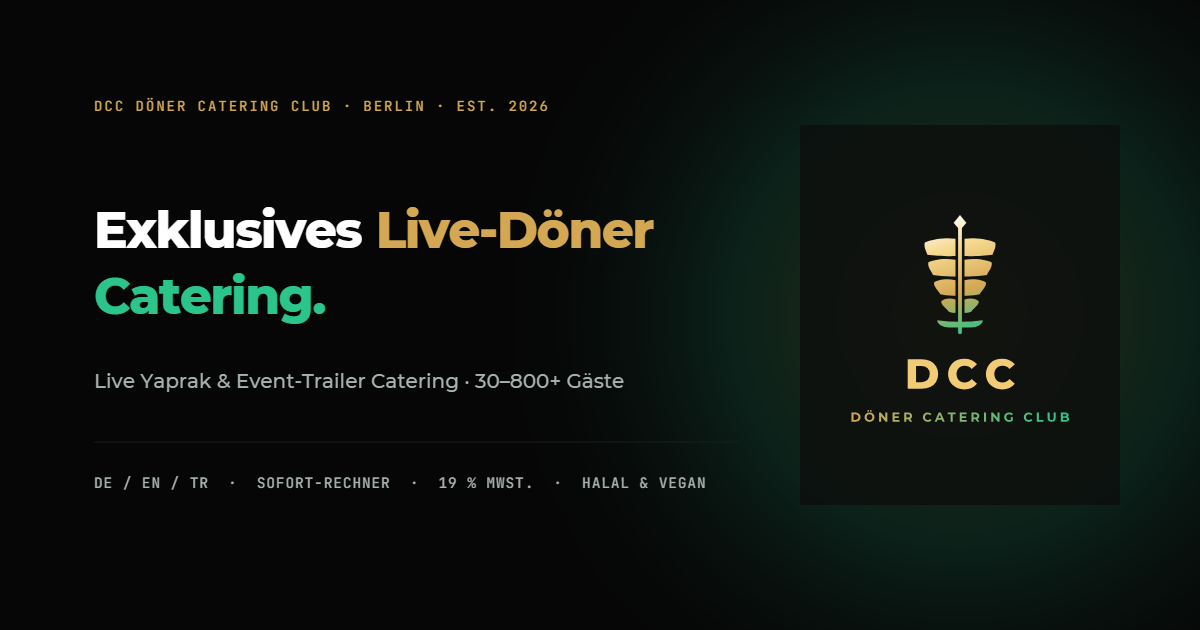 DCC DÖNER CATERING CLUB · BERLIN · EST. 2026
Exklusives Live-Döner
Catering.
Live Yaprak & Event-Trailer Catering · 30–800+ Gäste
DE / EN / TR · SOFORT-RECHNER · 19 % MWST. · HALAL & VEGAN
DCC
DÖNER CATERING CLUB